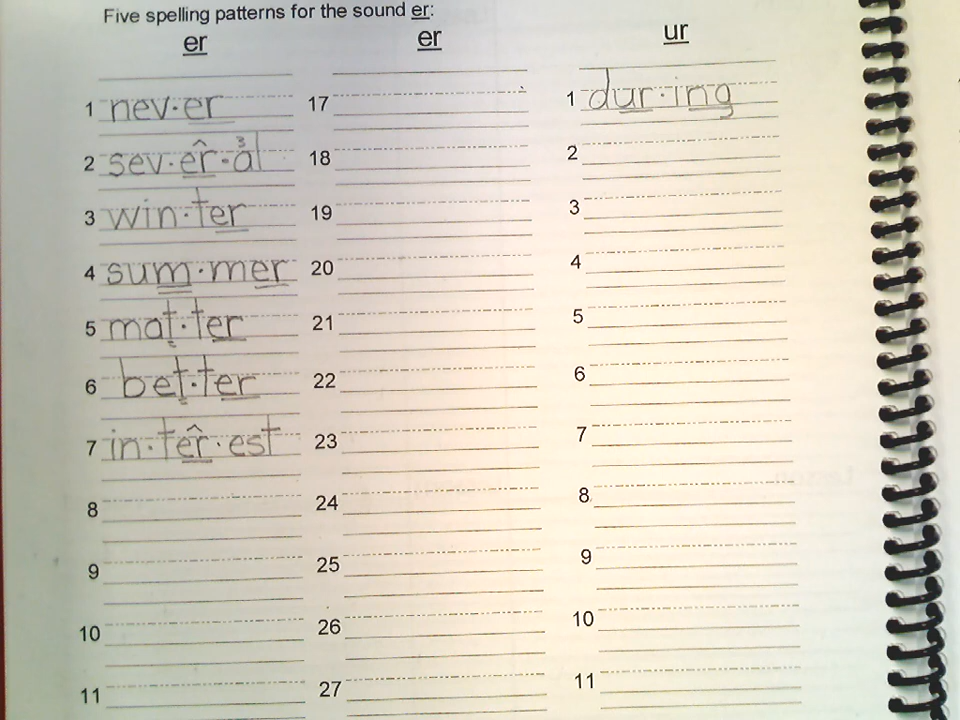 Five spelling patterns for the sound er:
er er ur
1 nev·er
2 sev·êr·a³l
3 win·ter
4 sum·mer
5 mat·ter
6 bet·ter
7 in·têr·est
8
9
10
11
17
18
19
20
21
22
23
24
25
26
27
1 dur·ing
2
3
4
5
6
7
8
9
10
11